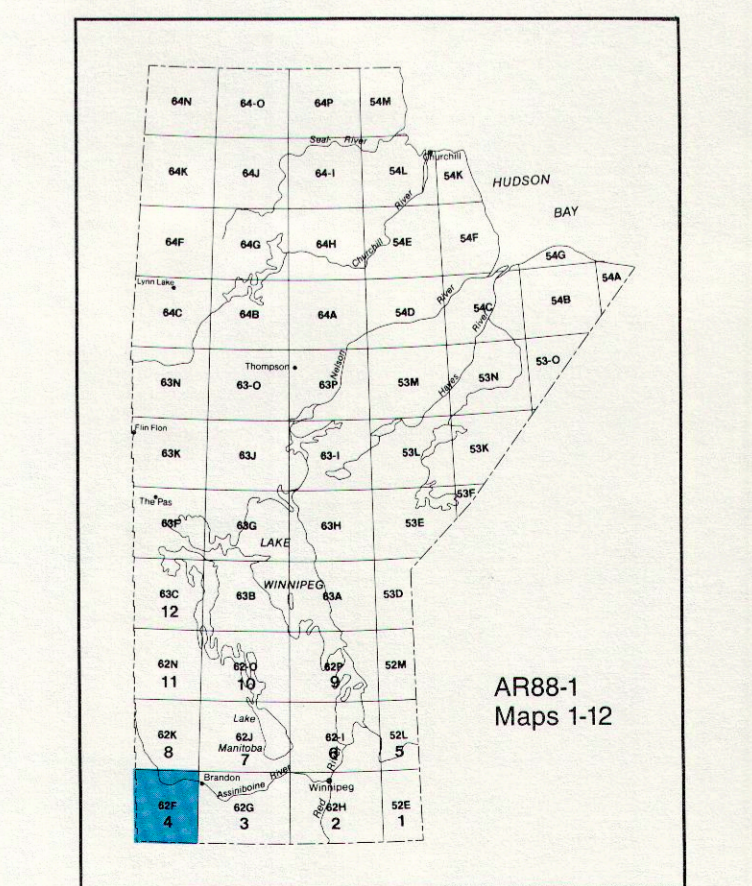 64N 64-O 64P 54M
Seal River
Churchill
64K 64J 64-I 54L 54K
HUDSON
BAY
River
64F 64G 64H Churchill 54E 54F
54G
54A
Lynn Lake
64C 64B 64A 54D River 54C River 54B
Thompson
Nelson
63N 63-O 63P 53M Hayes 53N 53-O
Flin Flon
63K 63J 63-I 53L 53K
The Pas
53F
63F 63G 63H 53E
LAKE
WINNIPEG
63C 63B 63A 53D
12
62N 62-O 62P 52M
11 10 9
AR88-1
Maps 1-12
Lake
62K 62J 62-I 52L
Manitoba
8 7 6 5
River
Brandon
Assiniboine River
Winnipeg
62F 62G Red 62H 52E
4 3 2 1